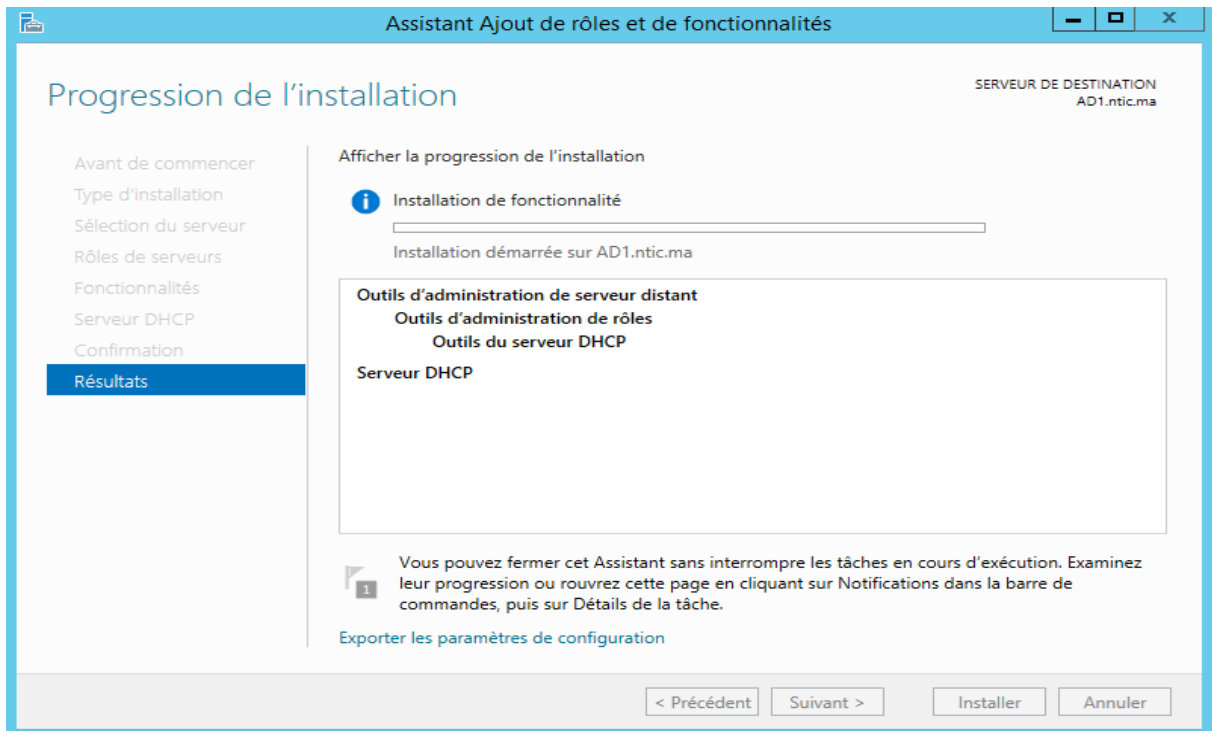 Assistant Ajout de rôles et de fonctionnalités
Progression de l'installation
SERVEUR DE DESTINATION
AD1.ntic.ma
Avant de commencer
Type d'installation
Sélection du serveur
Rôles de serveurs
Fonctionnalités
Serveur DHCP
Confirmation
Résultats
Afficher la progression de l'installation
Installation de fonctionnalité
Installation démarrée sur AD1.ntic.ma
Outils d'administration de serveur distant
Outils d'administration de rôles
Outils du serveur DHCP
Serveur DHCP
1
Vous pouvez fermer cet Assistant sans interrompre les tâches en cours d'exécution. Examinez
leur progression ou rouvrez cette page en cliquant sur Notifications dans la barre de
commandes, puis sur Détails de la tâche.
Exporter les paramètres de configuration
< Précédent
Suivant >
Installer
Annuler